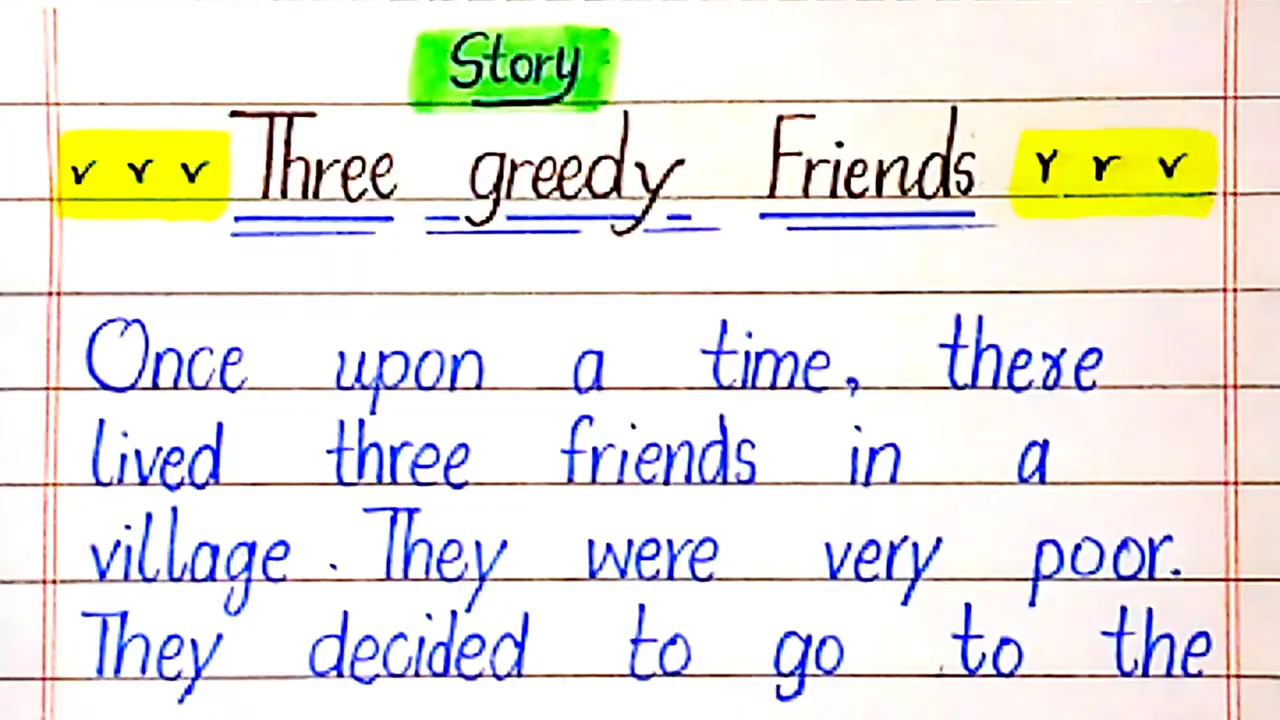 Story
v v v Three greedy Friends v v v
Once upon a time, there
lived three friends in a
village. They were very poor.
They decided to go to the